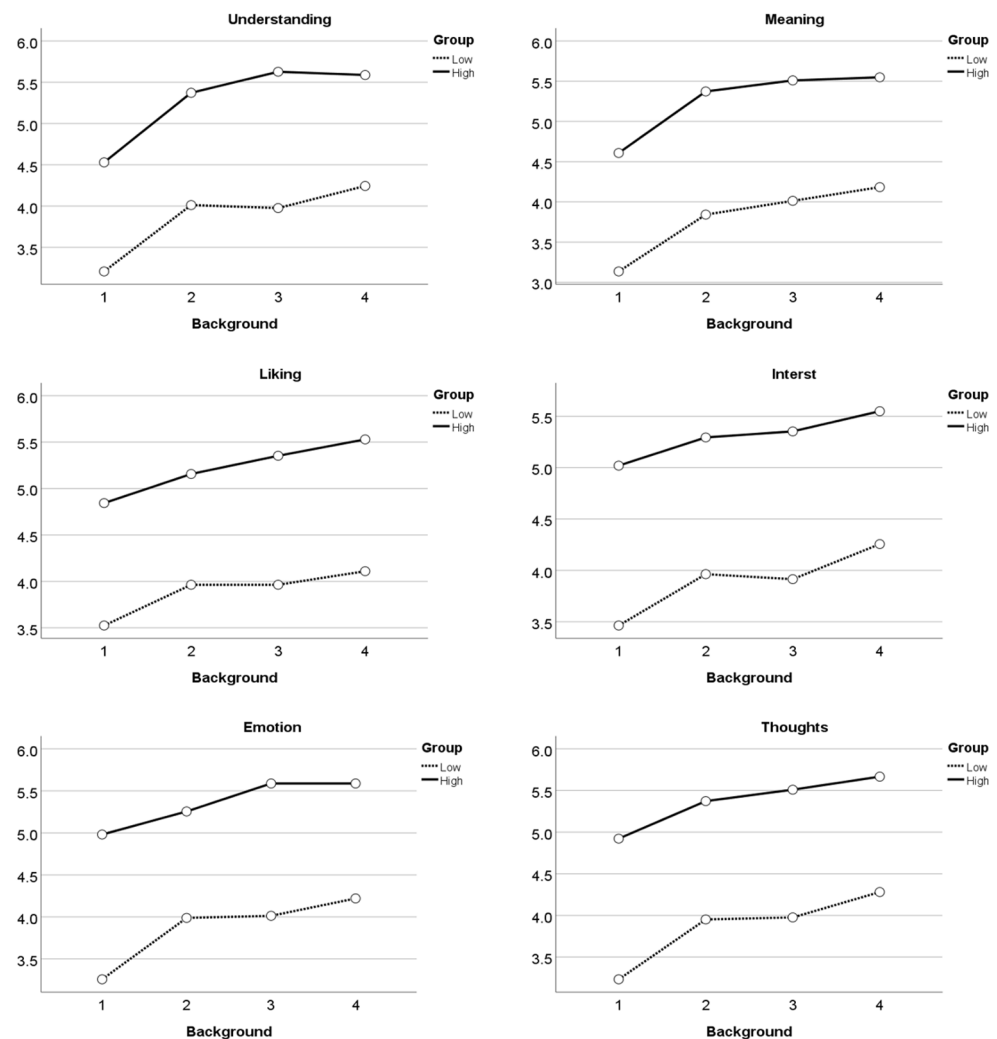 Understanding
Group
Low
High
6.0
5.5
5.0
4.5
4.0
3.5
1 2 3 4
Background
Meaning
Group
Low
High
6.0
5.5
5.0
4.5
4.0
3.5
3.0
1 2 3 4
Background
Liking
Group
Low
High
6.0
5.5
5.0
4.5
4.0
3.5
1 2 3 4
Background
Interst
Group
Low
High
5.5
5.0
4.5
4.0
3.5
1 2 3 4
Background
Emotion
Group
Low
High
6.0
5.5
5.0
4.5
4.0
3.5
1 2 3 4
Background
Thoughts
Group
Low
High
6.0
5.5
5.0
4.5
4.0
3.5
1 2 3 4
Background